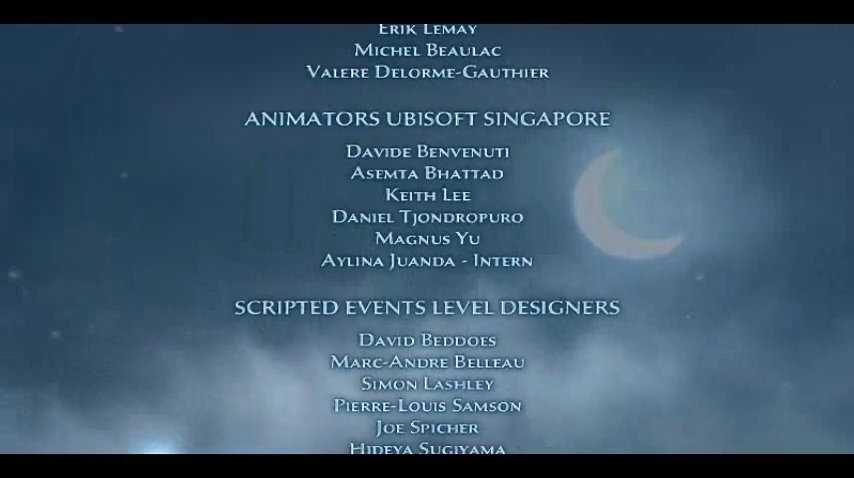 Erik Lemay
Michel Beaulac
Valere Delorme-Gauthier
ANIMATORS UBISOFT SINGAPORE
Davide Benvenuti
Asemta Bhattad
Keith Lee
Daniel Tjondropuro
Magnus Yu
Aylina Juanda - Intern
SCRIPTED EVENTS LEVEL DESIGNERS
David Beddoes
Marc-Andre Belleau
Simon Lashley
Pierre-Louis Samson
Joe Spicher
Hideya Sugiyama